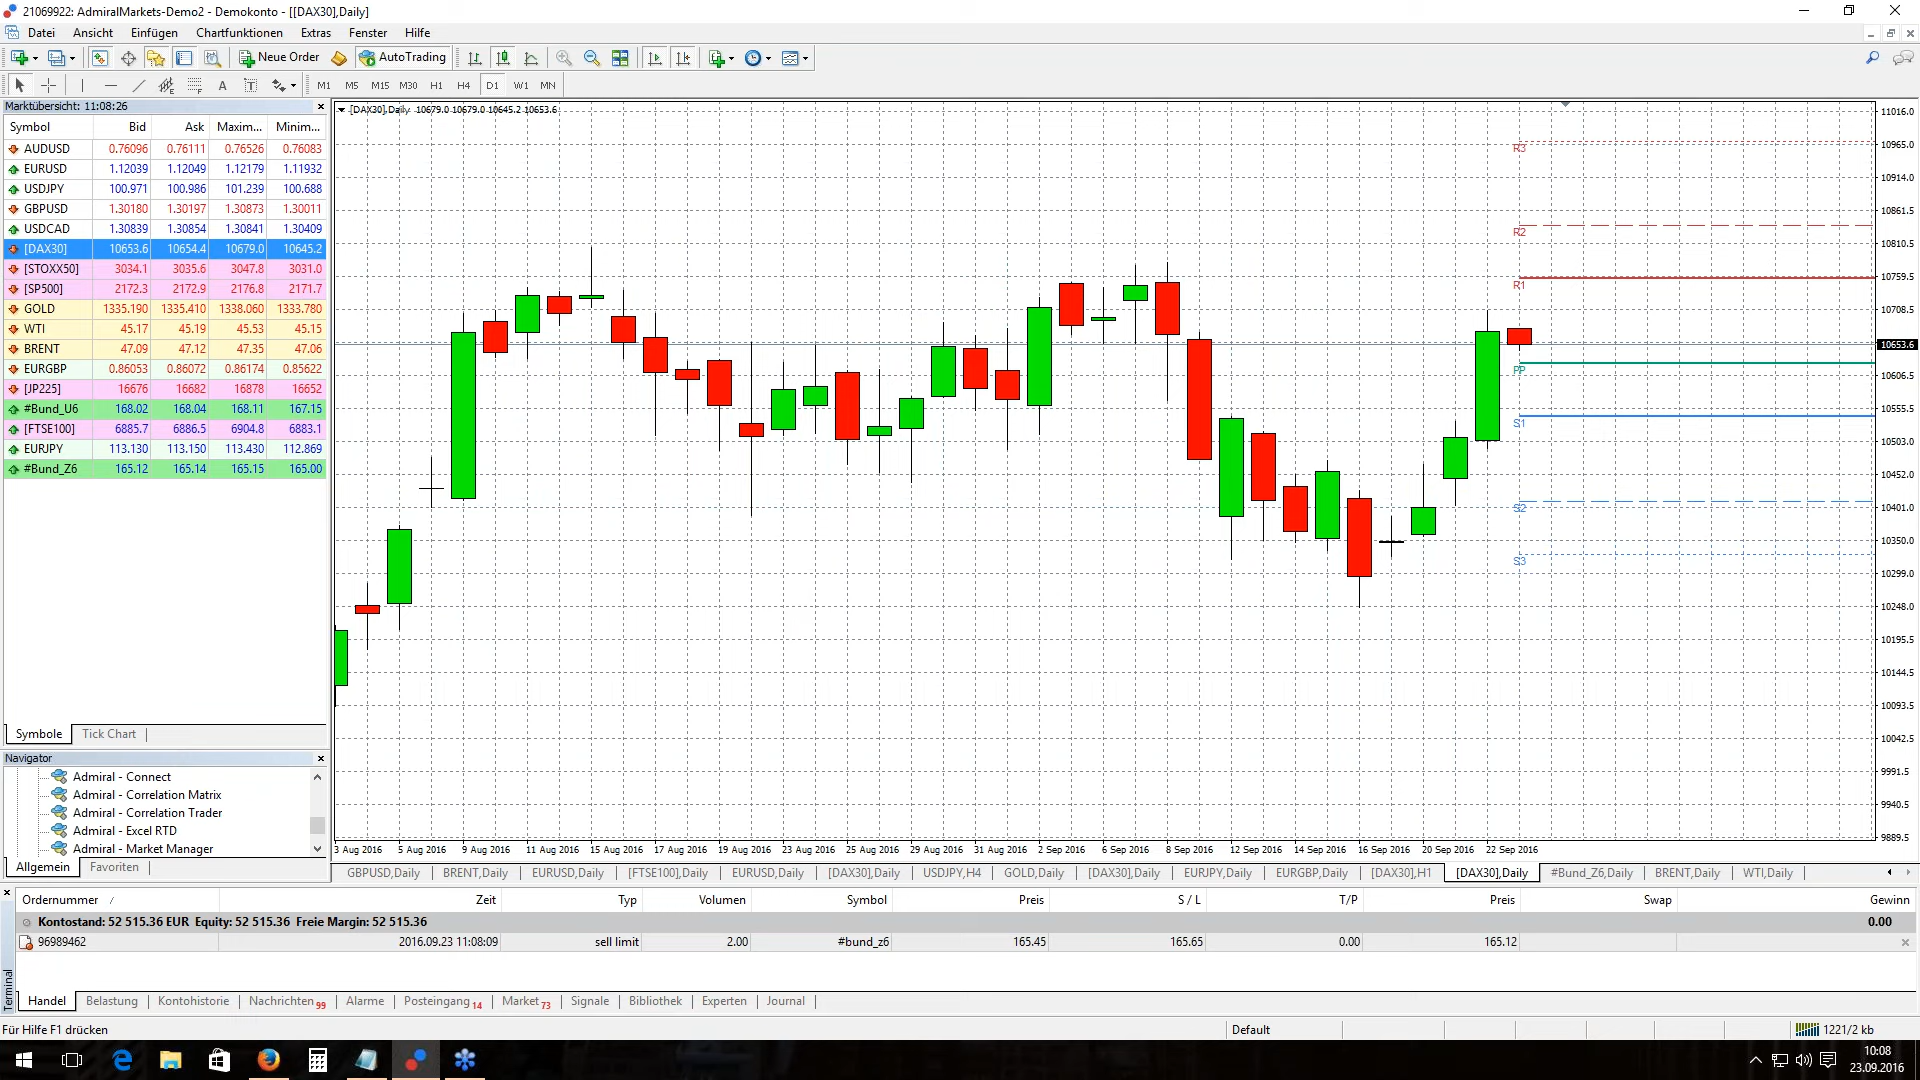 21069922: AdmiralMarkets-Demo2 - Demokonto - [[DAX30],Daily]
Datei Ansicht Einfügen Chartfunktionen Extras Fenster Hilfe
Neue Order AutoTrading
A T M1 M5 M15 M30 H1 H4 D1 W1 MN
Marktübersicht: 11:08:26
Symbol Bid Ask Maxim... Minim...
AUDUSD 0.76096 0.76111 0.76526 0.76083
EURUSD 1.12039 1.12049 1.12179 1.11932
USDJPY 100.971 100.986 101.239 100.688
GBPUSD 1.30180 1.30197 1.30873 1.30011
USDCAD 1.30839 1.30854 1.30841 1.30409
[DAX30] 10653.6 10654.4 10679.0 10645.2
[STOXX50] 3034.1 3035.6 3047.8 3031.0
[SP500] 2172.3 2172.9 2176.8 2171.7
GOLD 1335.190 1335.410 1338.060 1333.780
WTI 45.17 45.19 45.53 45.15
BRENT 47.09 47.12 47.35 47.06
EURGBP 0.86053 0.86072 0.86174 0.85622
[JP225] 16676 16682 16878 16652
#Bund_U6 168.02 168.04 168.11 167.15
[FTSE100] 6885.7 6886.5 6904.8 6883.1
EURJPY 113.130 113.150 113.430 112.869
#Bund_Z6 165.12 165.14 165.15 165.00
Symbole Tick Chart
Navigator
Admiral - Connect
Admiral - Correlation Matrix
Admiral - Correlation Trader
Admiral - Excel RTD
Admiral - Market Manager
Allgemein Favoriten
[DAX30],Daily 10679.0 10679.0 10645.2 10653.6
R3
R2
R1
PP
S1
S2
S3
11016.0
10965.0
10914.0
10861.5
10810.5
10759.5
10708.5
10653.6
10606.5
10555.5
10503.0
10452.0
10401.0
10350.0
10299.0
10248.0
10195.5
10144.5
10093.5
10042.5
9991.5
9940.5
9889.5
3 Aug 2016 5 Aug 2016 9 Aug 2016 11 Aug 2016 15 Aug 2016 17 Aug 2016 19 Aug 2016 23 Aug 2016 25 Aug 2016 29 Aug 2016 31 Aug 2016 2 Sep 2016 6 Sep 2016 8 Sep 2016 12 Sep 2016 14 Sep 2016 16 Sep 2016 20 Sep 2016 22 Sep 2016
GBPUSD,Daily BRENT,Daily EURUSD,Daily [FTSE100],Daily EURUSD,Daily [DAX30],Daily USDJPY,H4 GOLD,Daily [DAX30],Daily EURJPY,Daily EURGBP,Daily [DAX30],H1 [DAX30],Daily #Bund_Z6,Daily BRENT,Daily WTI,Daily
Ordernummer / Zeit Typ Volumen Symbol Preis S / L T/P Preis Swap Gewinn
Kontostand: 52 515.36 EUR Equity: 52 515.36 Freie Margin: 52 515.36 0.00
96989462 2016.09.23 11:08:09 sell limit 2.00 #bund_z6 165.45 165.65 0.00 165.12
Terminal
Handel Belastung Kontohistorie Nachrichten 99 Alarme Posteingang 14 Market 73 Signale Bibliothek Experten Journal
Für Hilfe F1 drücken Default 1221/2 kb
10:08
23.09.2016